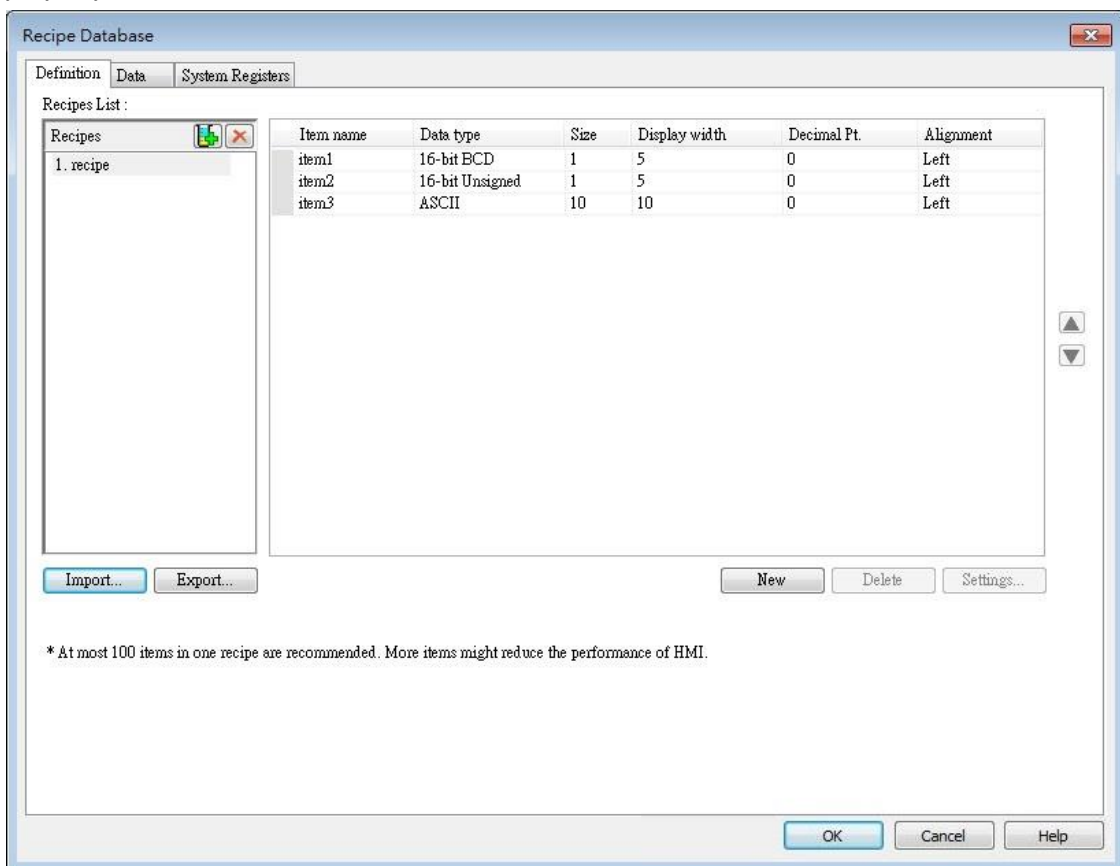 Recipe Database
Definition Data System Registers
Recipes List :
Recipes Item name Data type Size Display width Decimal Pt. Alignment
1. recipe item1 16-bit BCD 1 5 0 Left
item2 16-bit Unsigned 1 5 0 Left
item3 ASCII 10 10 0 Left
Import... Export... New Delete Settings...
* At most 100 items in one recipe are recommended. More items might reduce the performance of HMI.
OK Cancel Help